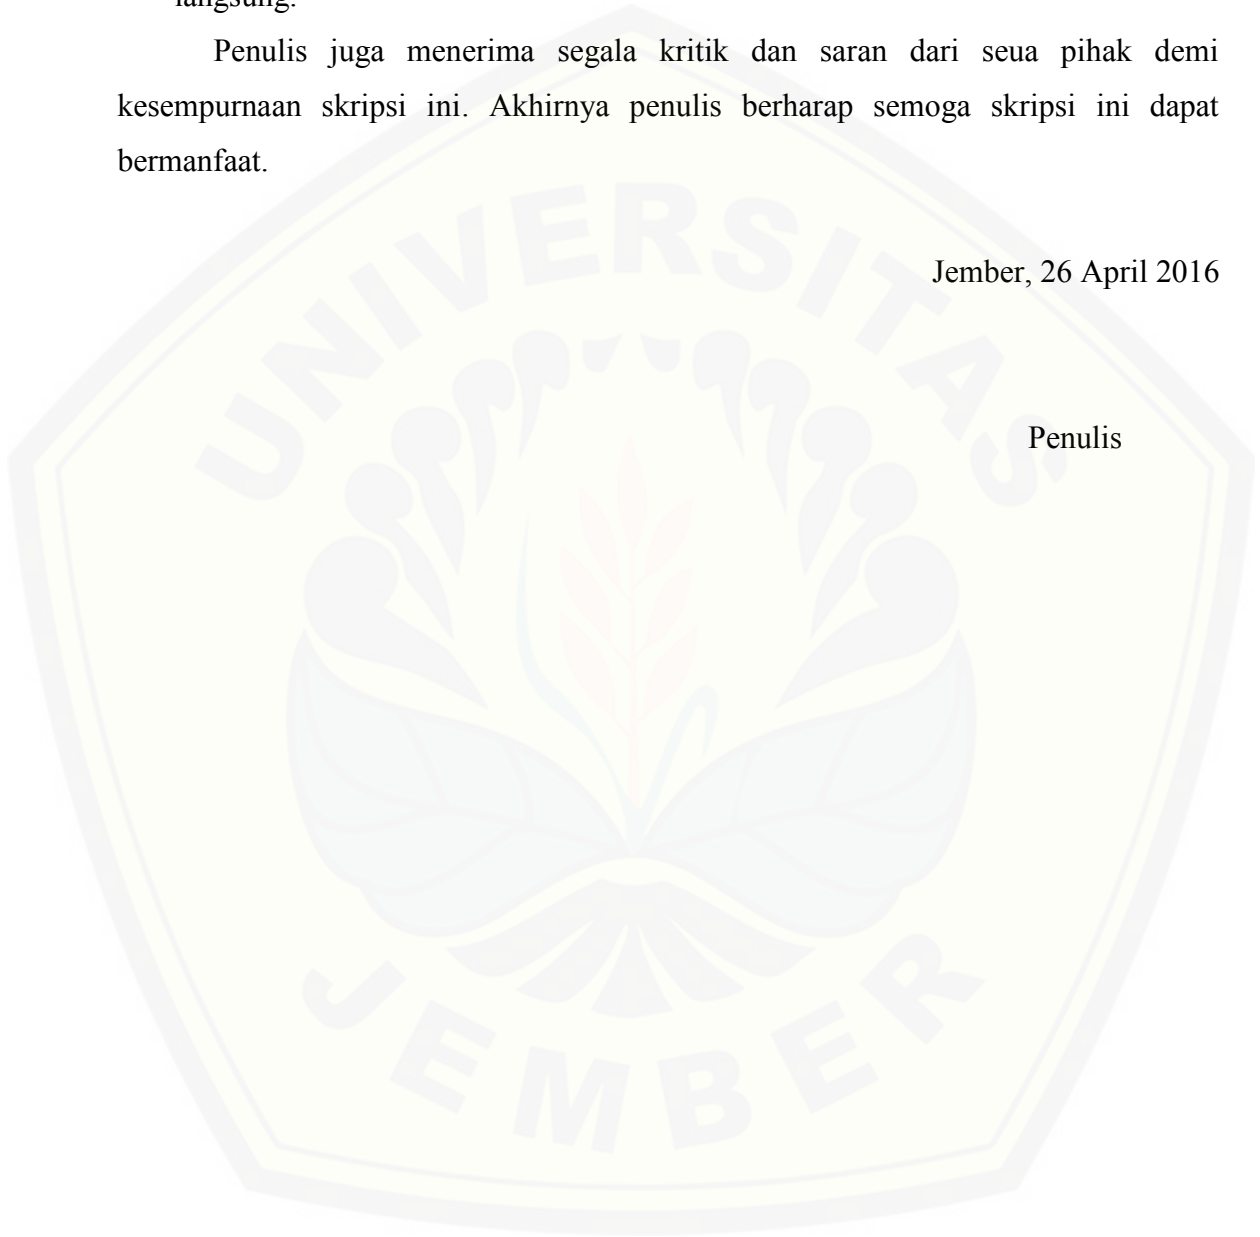 langsung.
Penulis juga menerima segala kritik dan saran dari seua pihak demi
kesempurnaan skripsi ini. Akhirnya penulis berharap semoga skripsi ini dapat
bermanfaat.
Jember, 26 April 2016
Penulis
UNIVERSITAS
JEMBER